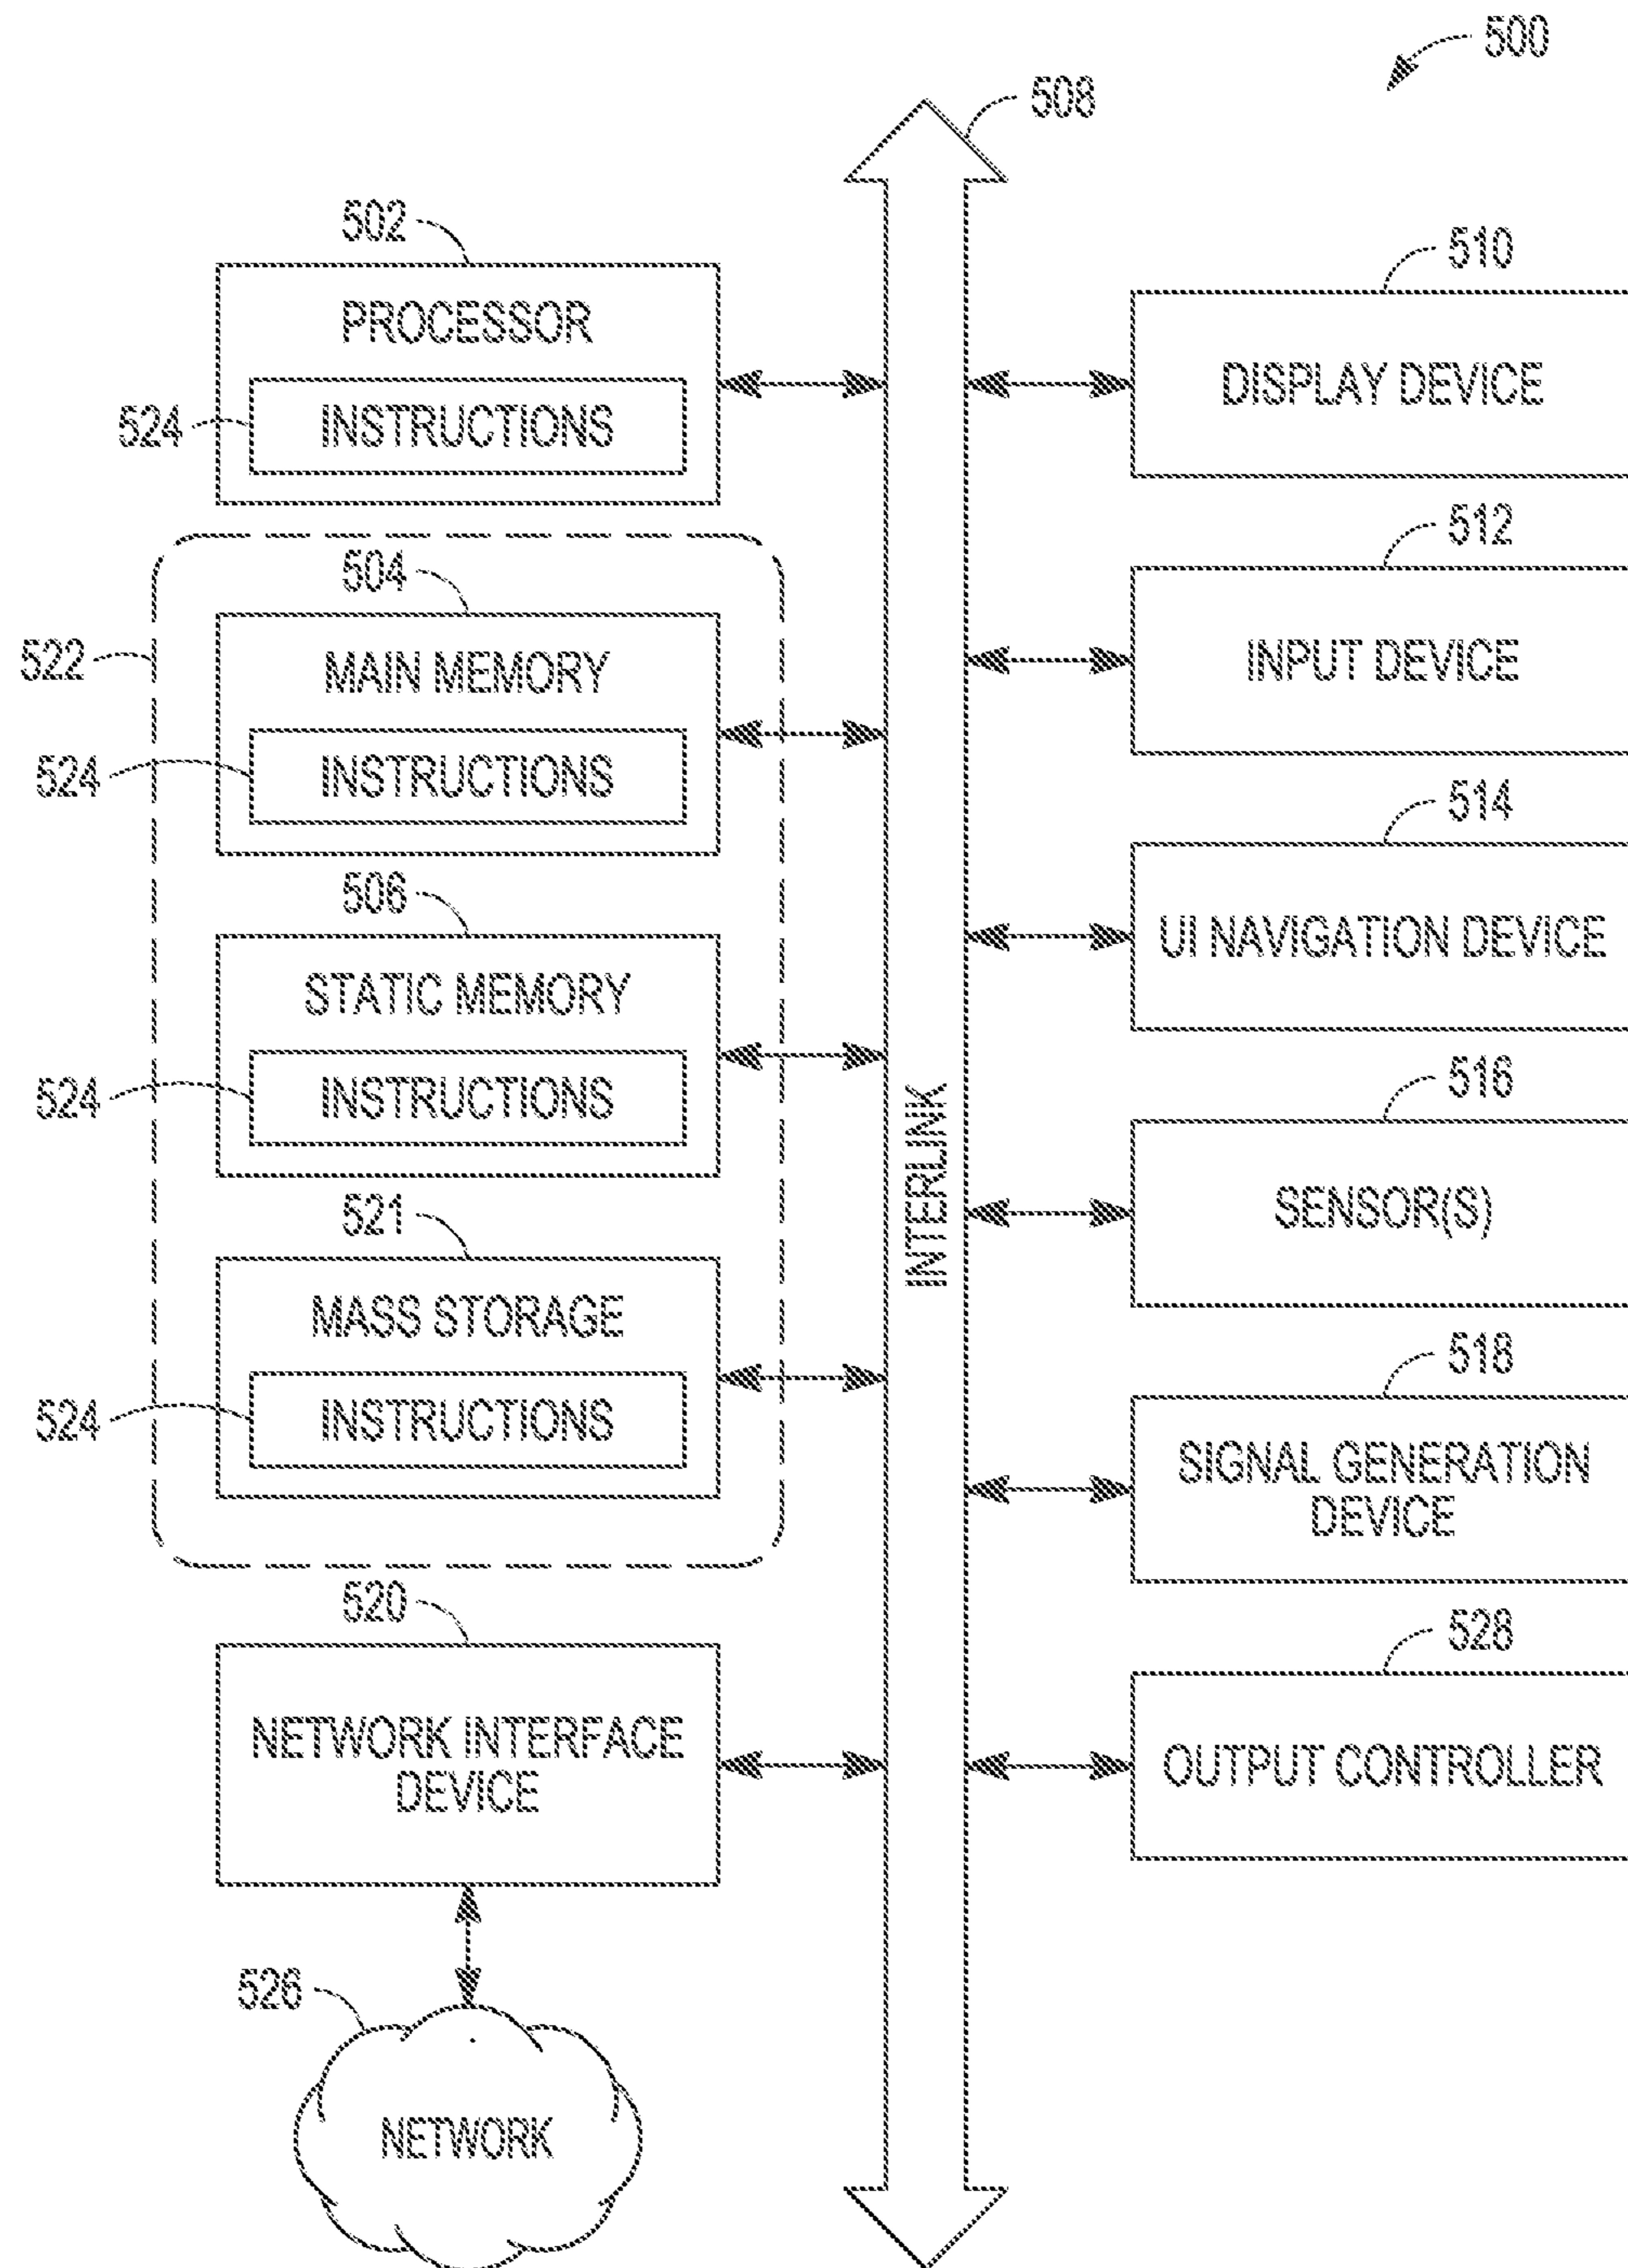 500
508
502
PROCESSOR
524
INSTRUCTIONS
522
504
MAIN MEMORY
524
INSTRUCTIONS
506
STATIC MEMORY
524
INSTRUCTIONS
521
MASS STORAGE
524
INSTRUCTIONS
520
NETWORK INTERFACE
DEVICE
526
NETWORK
INTERLINK
510
DISPLAY DEVICE
512
INPUT DEVICE
514
UI NAVIGATION DEVICE
516
SENSOR(S)
518
SIGNAL GENERATION
DEVICE
528
OUTPUT CONTROLLER